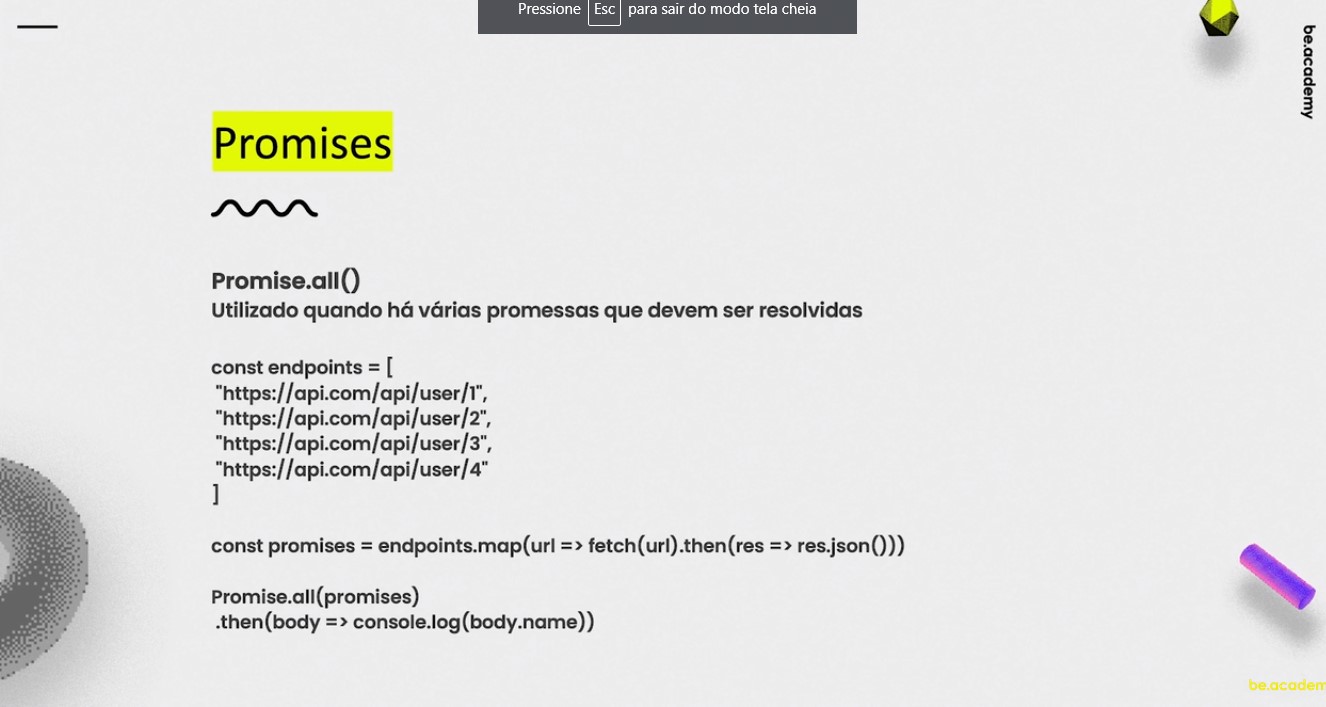 Pressione Esc para sair do modo tela cheia
be.academy
Promises
Promise.all()
Utilizado quando há várias promessas que devem ser resolvidas
const endpoints = [
"https://api.com/api/user/1",
"https://api.com/api/user/2",
"https://api.com/api/user/3",
"https://api.com/api/user/4"
]
const promises = endpoints.map(url => fetch(url).then(res => res.json()))
Promise.all(promises)
.then(body => console.log(body.name))
be.academ